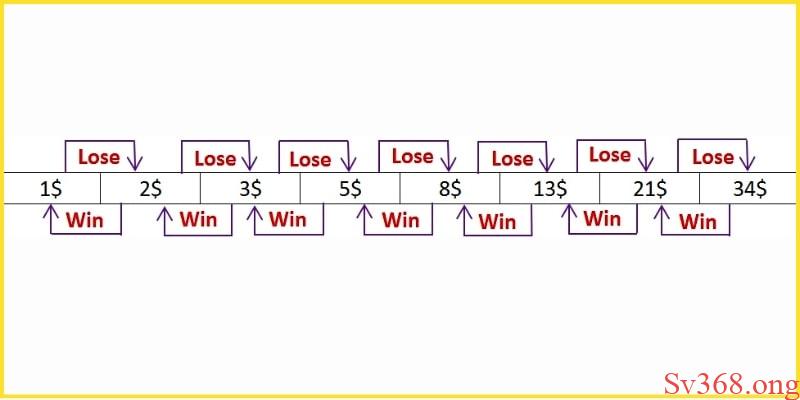 Lose Lose Lose Lose Lose Lose Lose
1$ 2$ 3$ 5$ 8$ 13$ 21$ 34$
Win Win Win Win Win Win Win
Sv368.ong